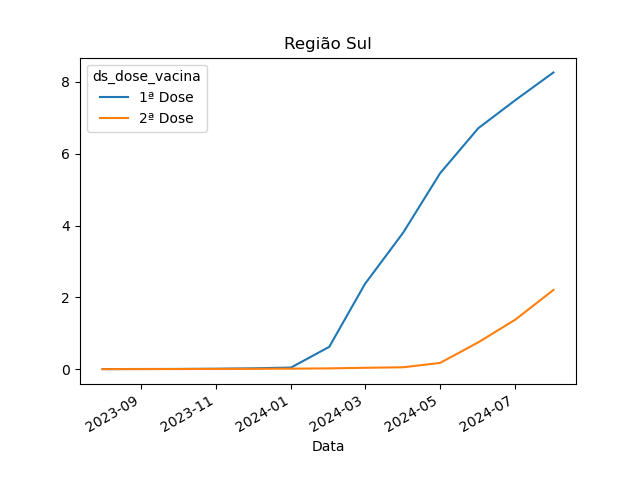 Região Sul
ds_dose_vacina
1ª Dose
2ª Dose
8
6
4
2
0
2023-09
2023-11
2024-01
2024-03
2024-05
2024-07
Data